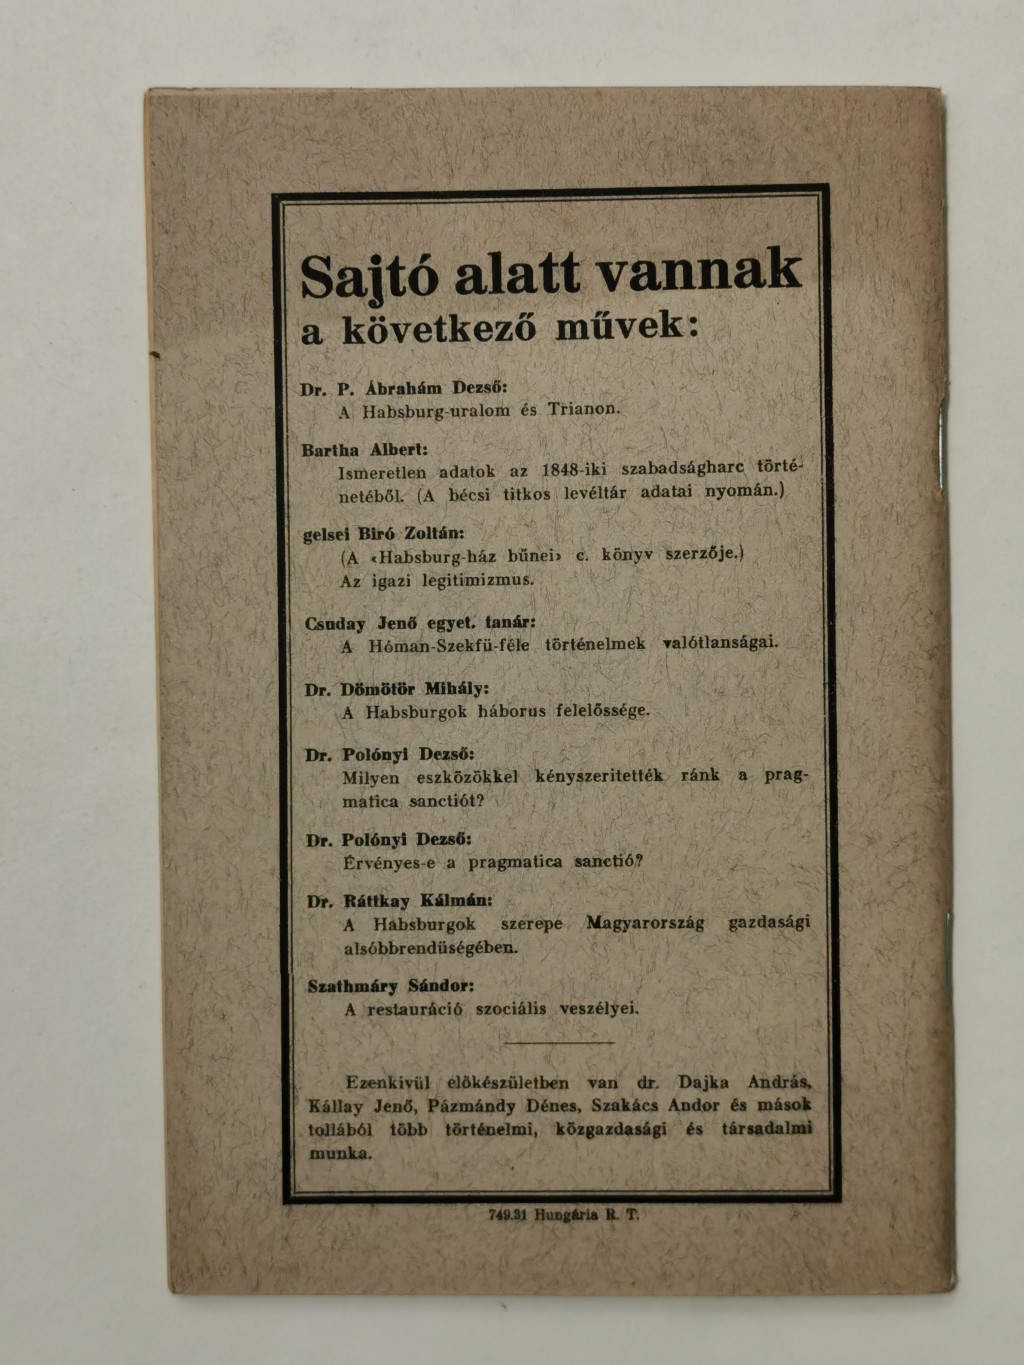 Sajtó alatt vannak
a következő művek:
Dr. P. Ábrahám Dezső:
A Habsburg-uralom és Trianon.
Bartha Albert:
Ismeretlen adatok az 1848-iki szabadságharc törté-
netéből. (A bécsi titkos levéltár adatai nyomán.)
gelsei Biró Zoltán:
(A «Habsburg-ház bűnei» c. könyv szerzője.)
Az igazi legitimizmus.
Csuday Jenő egyet. tanár:
A Hóman-Szekfü-féle történelmek valótlanságai.
Dr. Dömötör Mihály:
A Habsburgok háborus felelőssége.
Dr. Polónyi Dezső:
Milyen eszközökkel kényszeritették ránk a prag-
matica sanctiót?
Dr. Polónyi Dezső:
Érvényes-e a pragmatica sanctió?
Dr. Ráttkay Kálmán:
A Habsburgok szerepe Magyarország gazdasági
alsóbbrendüségében.
Szathmáry Sándor:
A restauráció szociális veszélyei.
Ezenkivül előkészületben van dr. Dajka András,
Kállay Jenő, Pázmándy Dénes, Szakács Andor és mások
tollából több történelmi, közgazdasági és társadalmi
munka.
749.31 Hungária R. T.